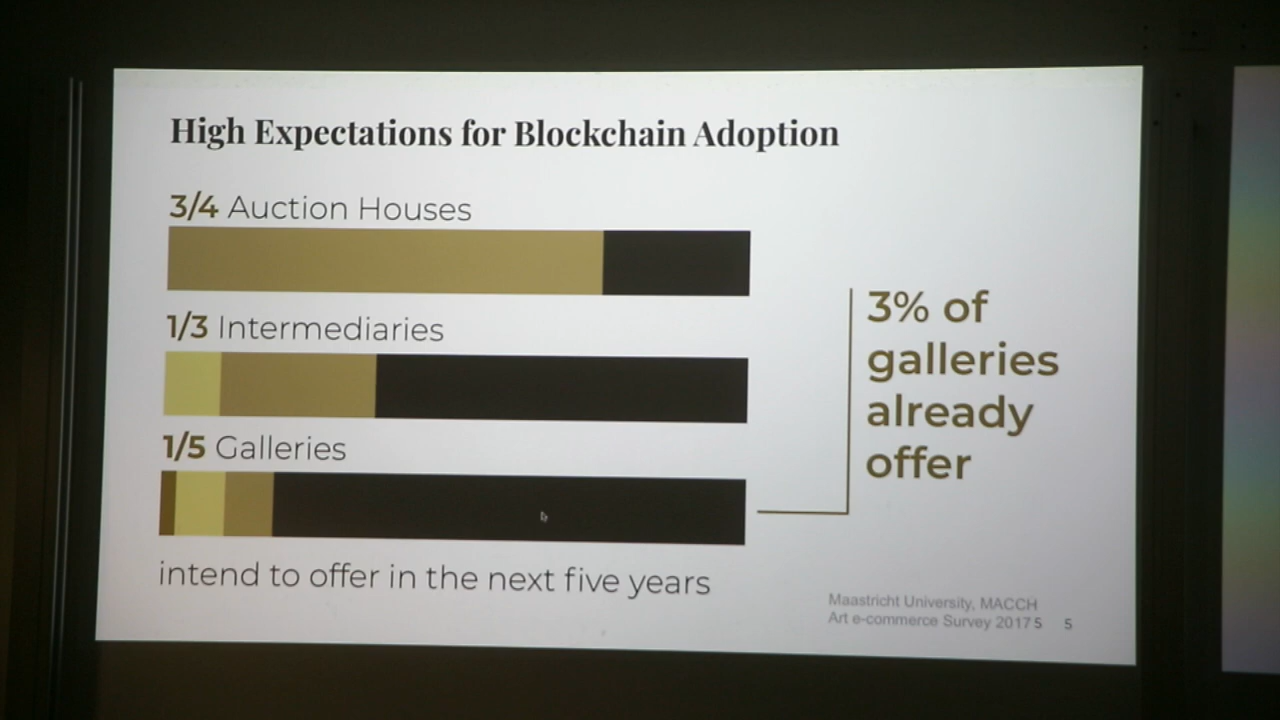 High Expectations for Blockchain Adoption
3/4 Auction Houses
1/3 Intermediaries
1/5 Galleries
intend to offer in the next five years
3% of
galleries
already
offer
Maastricht University, MACCH
Art e-commerce Survey 2017 5 5